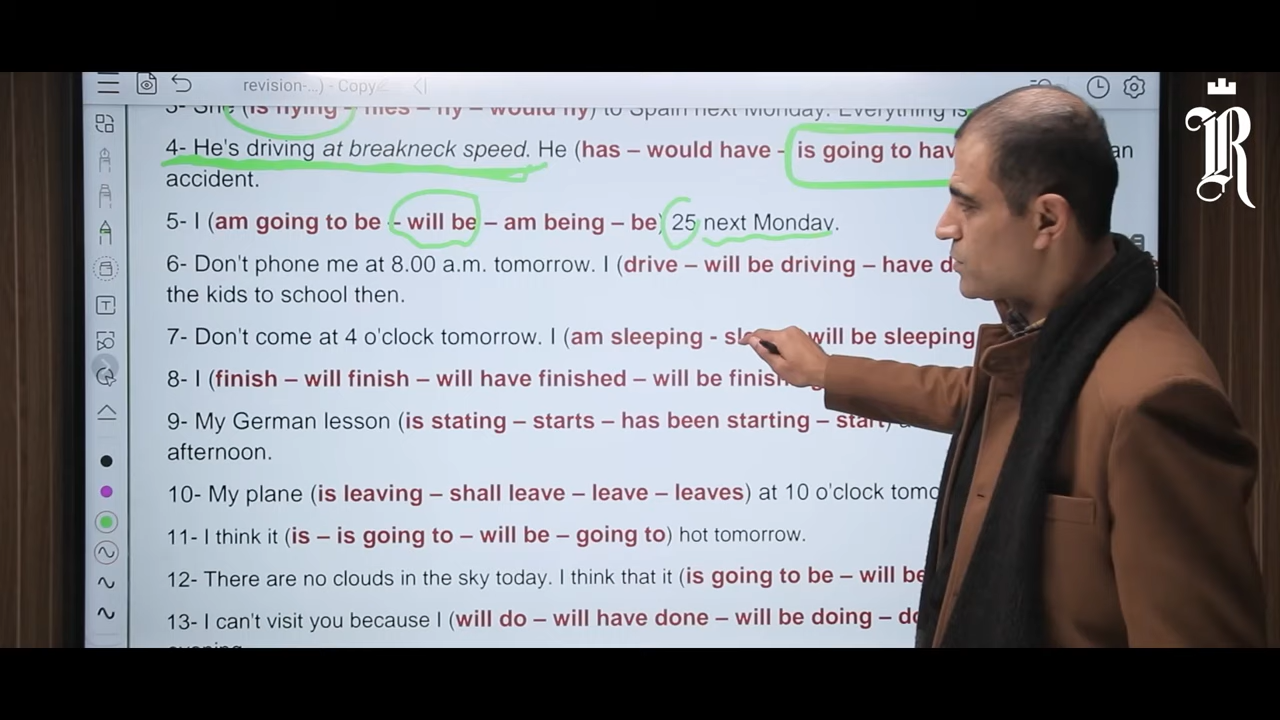 revision-...) - Copy
3- She (is flying – flies – fly – would fly) to Spain next Monday. Everything is
4- He's driving at breakneck speed. He (has – would have - is going to hav an
accident.
5- I (am going to be – will be – am being – be) 25 next Monday.
6- Don't phone me at 8.00 a.m. tomorrow. I (drive – will be driving – have d
the kids to school then.
7- Don't come at 4 o'clock tomorrow. I (am sleeping - will be sleeping
8- I (finish – will finish – will have finished – will be finish
9- My German lesson (is stating – starts – has been starting – start)
afternoon.
10- My plane (is leaving – shall leave – leave – leaves) at 10 o'clock tomo
11- I think it (is – is going to – will be – going to) hot tomorrow.
12- There are no clouds in the sky today. I think that it (is going to be – will be
13- I can't visit you because I (will do – will have done – will be doing – do
evening.
R